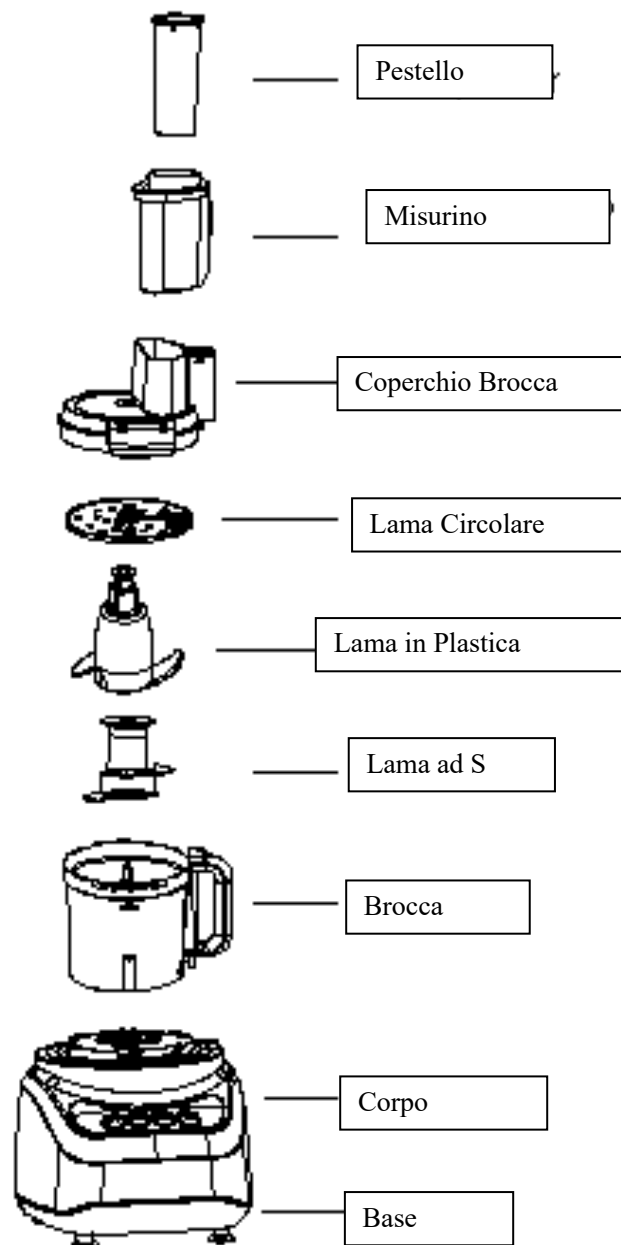 Pestello
Misurino
Coperchio Brocca
Lama Circolare
Lama in Plastica
Lama ad S
Brocca
Corpo
Base